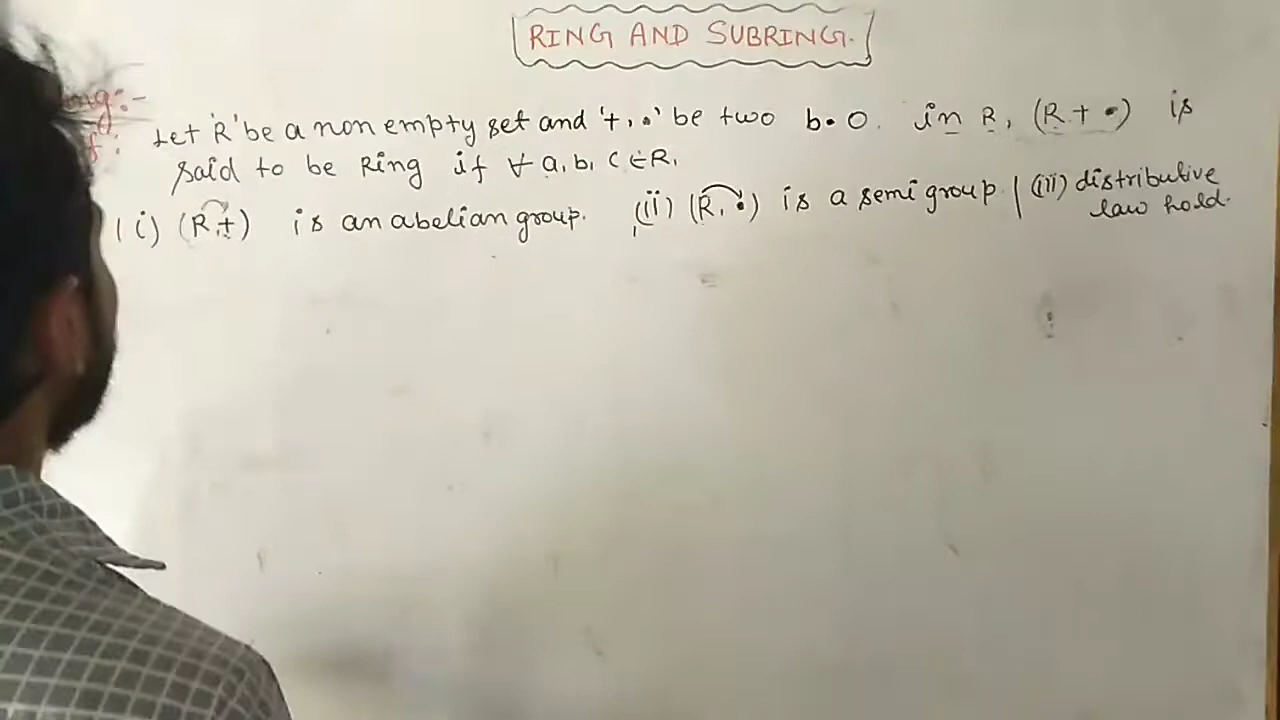 RING AND SUBRING.
ng:-
f: Let 'R' be a non empty set and '+, •' be two b•o. in R, (R + •) is
said to be Ring if ∀ a, b, c ∈ R,
(i) (R, +) is an abelian group. (ii) (R, •) is a semi group | (iii) distributive
law hold.